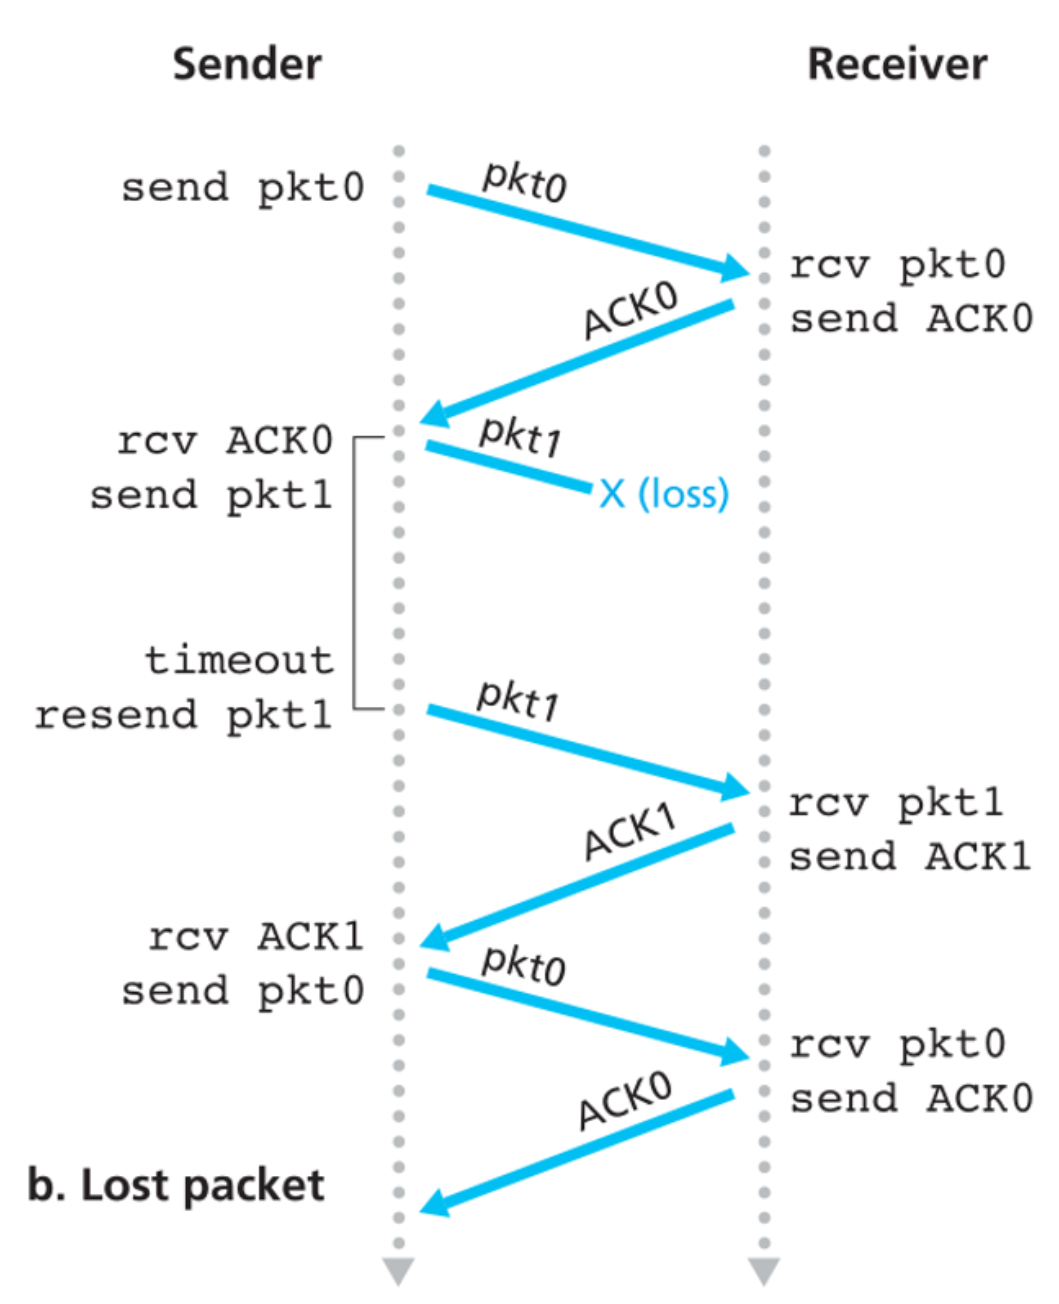 Sender
Receiver
send pkt0
pkt0
rcv pkt0
send ACK0
ACK0
rcv ACK0
send pkt1
pkt1
X (loss)
timeout
resend pkt1
pkt1
rcv pkt1
send ACK1
ACK1
rcv ACK1
send pkt0
pkt0
rcv pkt0
send ACK0
ACK0
b. Lost packet